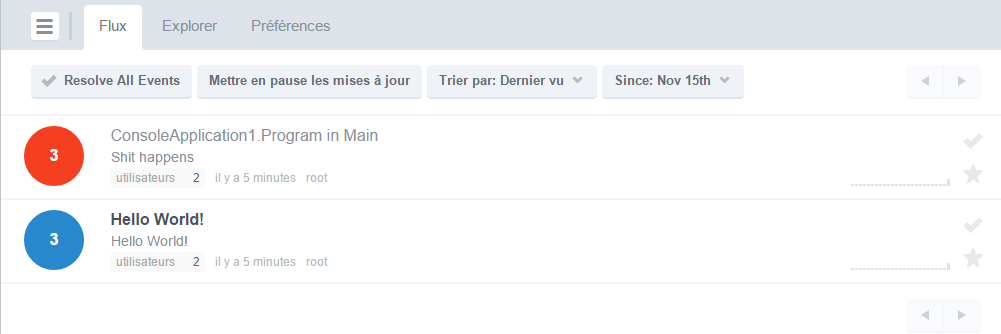 Flux Explorer Préférences
Resolve All Events Mettre en pause les mises à jour Trier par: Dernier vu Since: Nov 15th
3 ConsoleApplication1.Program in Main
Shit happens
utilisateurs 2 il y a 5 minutes root
3 Hello World!
Hello World!
utilisateurs 2 il y a 5 minutes root